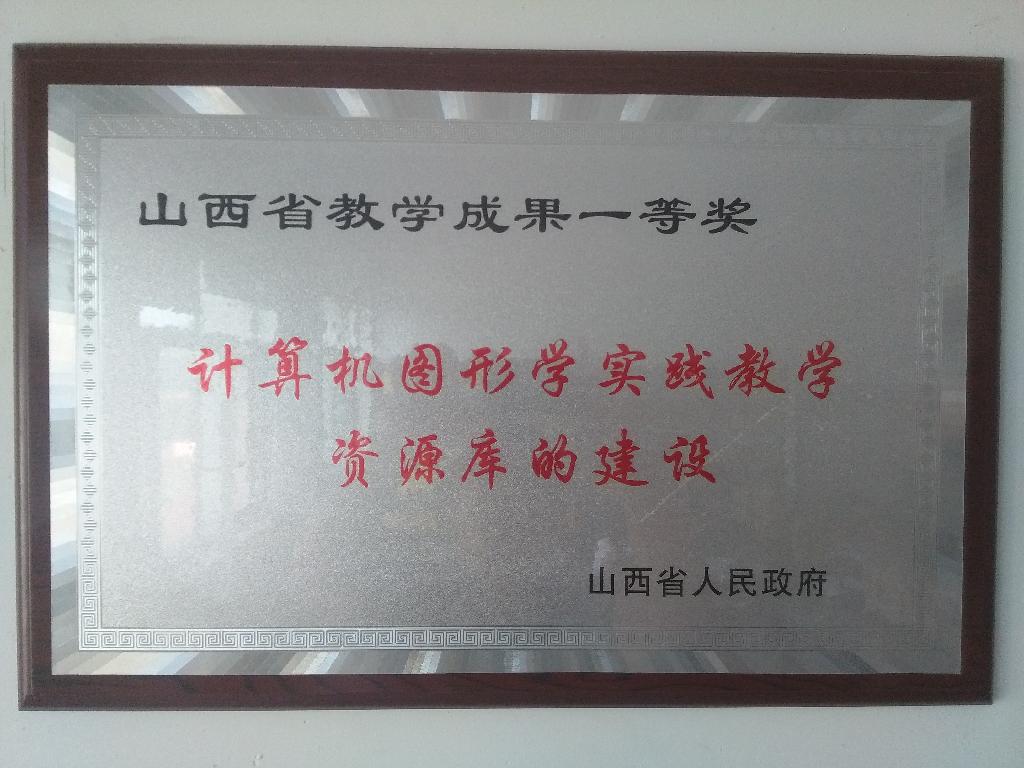 山西省教学成果一等奖
计算机图形学实践教学
资源库的建设
山西省人民政府